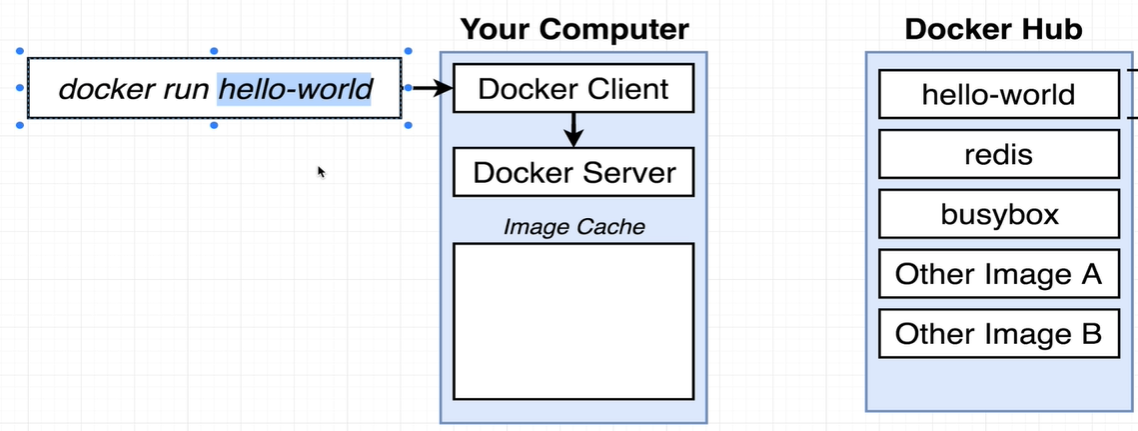 Your Computer
Docker Hub
docker run hello-world
Docker Client
Docker Server
Image Cache
hello-world
redis
busybox
Other Image A
Other Image B